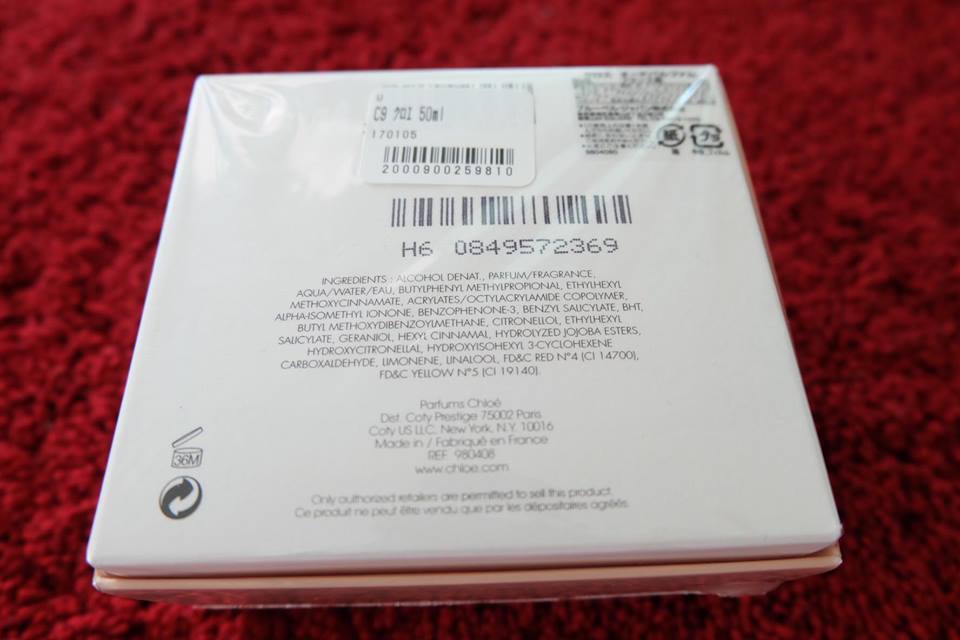 C9 クロエ 50ml
170105
2000900259810
紙
プラ
H6 0849572369
INGREDIENTS : ALCOHOL DENAT., PARFUM/FRAGRANCE,
AQUA/WATER/EAU, BUTYLPHENYL METHYLPROPIONAL, ETHYLHEXYL
METHOXYCINNAMATE, ACRYLATES/OCTYLACRYLAMIDE COPOLYMER,
ALPHA-ISOMETHYL IONONE, BENZOPHENONE-3, BENZYL SALICYLATE, BHT,
BUTYL METHOXYDIBENZOYLMETHANE, CITRONELLOL, ETHYLHEXYL
SALICYLATE, GERANIOL, HEXYL CINNAMAL, HYDROLYZED JOJOBA ESTERS,
HYDROXYCITRONELLAL, HYDROXYISOHEXYL 3-CYCLOHEXENE
CARBOXALDEHYDE, LIMONENE, LINALOOL, FD&C RED N°4 (CI 14700),
FD&C YELLOW N°5 (CI 19140).
Parfums Chloé
Dist. Coty Prestige 75002 Paris
Coty US LLC, New York, N.Y. 10016
Made in / Fabriqué en France
REF 980408
www.chloe.com
36M
Only authorized retailers are permitted to sell this product.
Ce produit ne peut être vendu que par les dépositaires agréés.